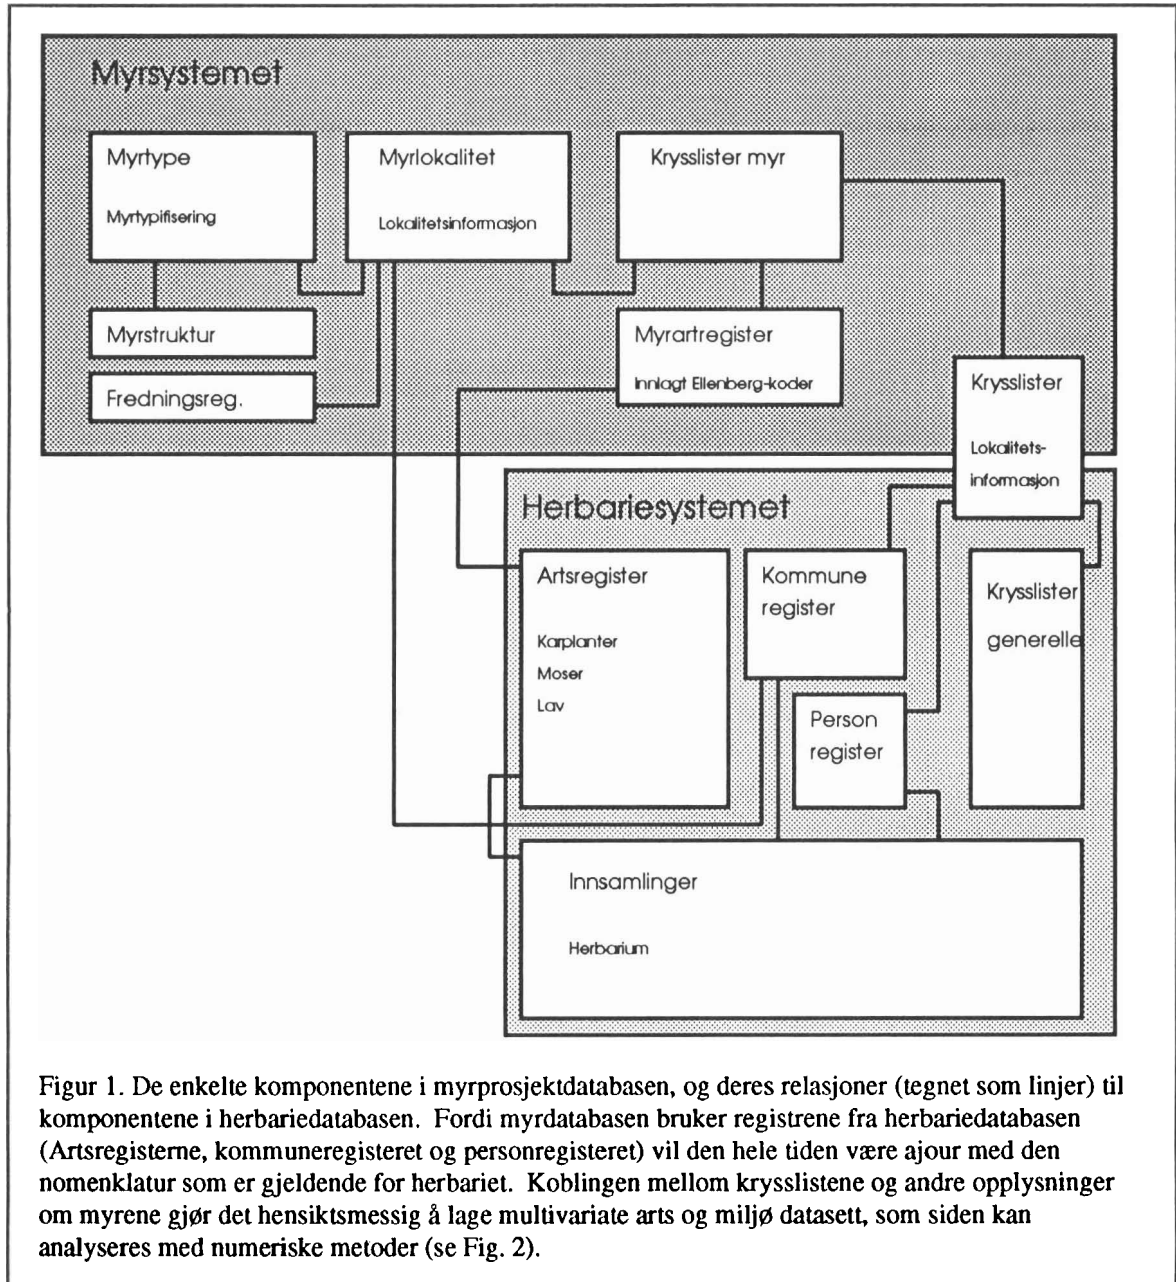 Myrsystemet
Myrtype
Myrtypifisering
Myrlokalitet
Lokalitetsinformasjon
Krysslister myr
Myrstruktur
Fredningsreg.
Myrartregister
Innlagt Ellenberg-koder
Krysslister
Lokalitets-
informasjon
Herbariesystemet
Artsregister
Karplanter
Moser
Lav
Kommune
register
Person
register
Krysslister
generelle
Innsamlinger
Herbarium
Figur 1. De enkelte komponentene i myrprosjektdatabasen, og deres relasjoner (tegnet som linjer) til
komponentene i herbariedatabasen. Fordi myrdatabasen bruker registrene fra herbariedatabasen
(Artsregisterne, kommuneregisteret og personregisteret) vil den hele tiden være ajour med den
nomenklatur som er gjeldende for herbariet. Koblingen mellom krysslistene og andre opplysninger
om myrene gjør det hensiktsmessig å lage multivariate arts og miljø datasett, som siden kan
analyseres med numeriske metoder (se Fig. 2).